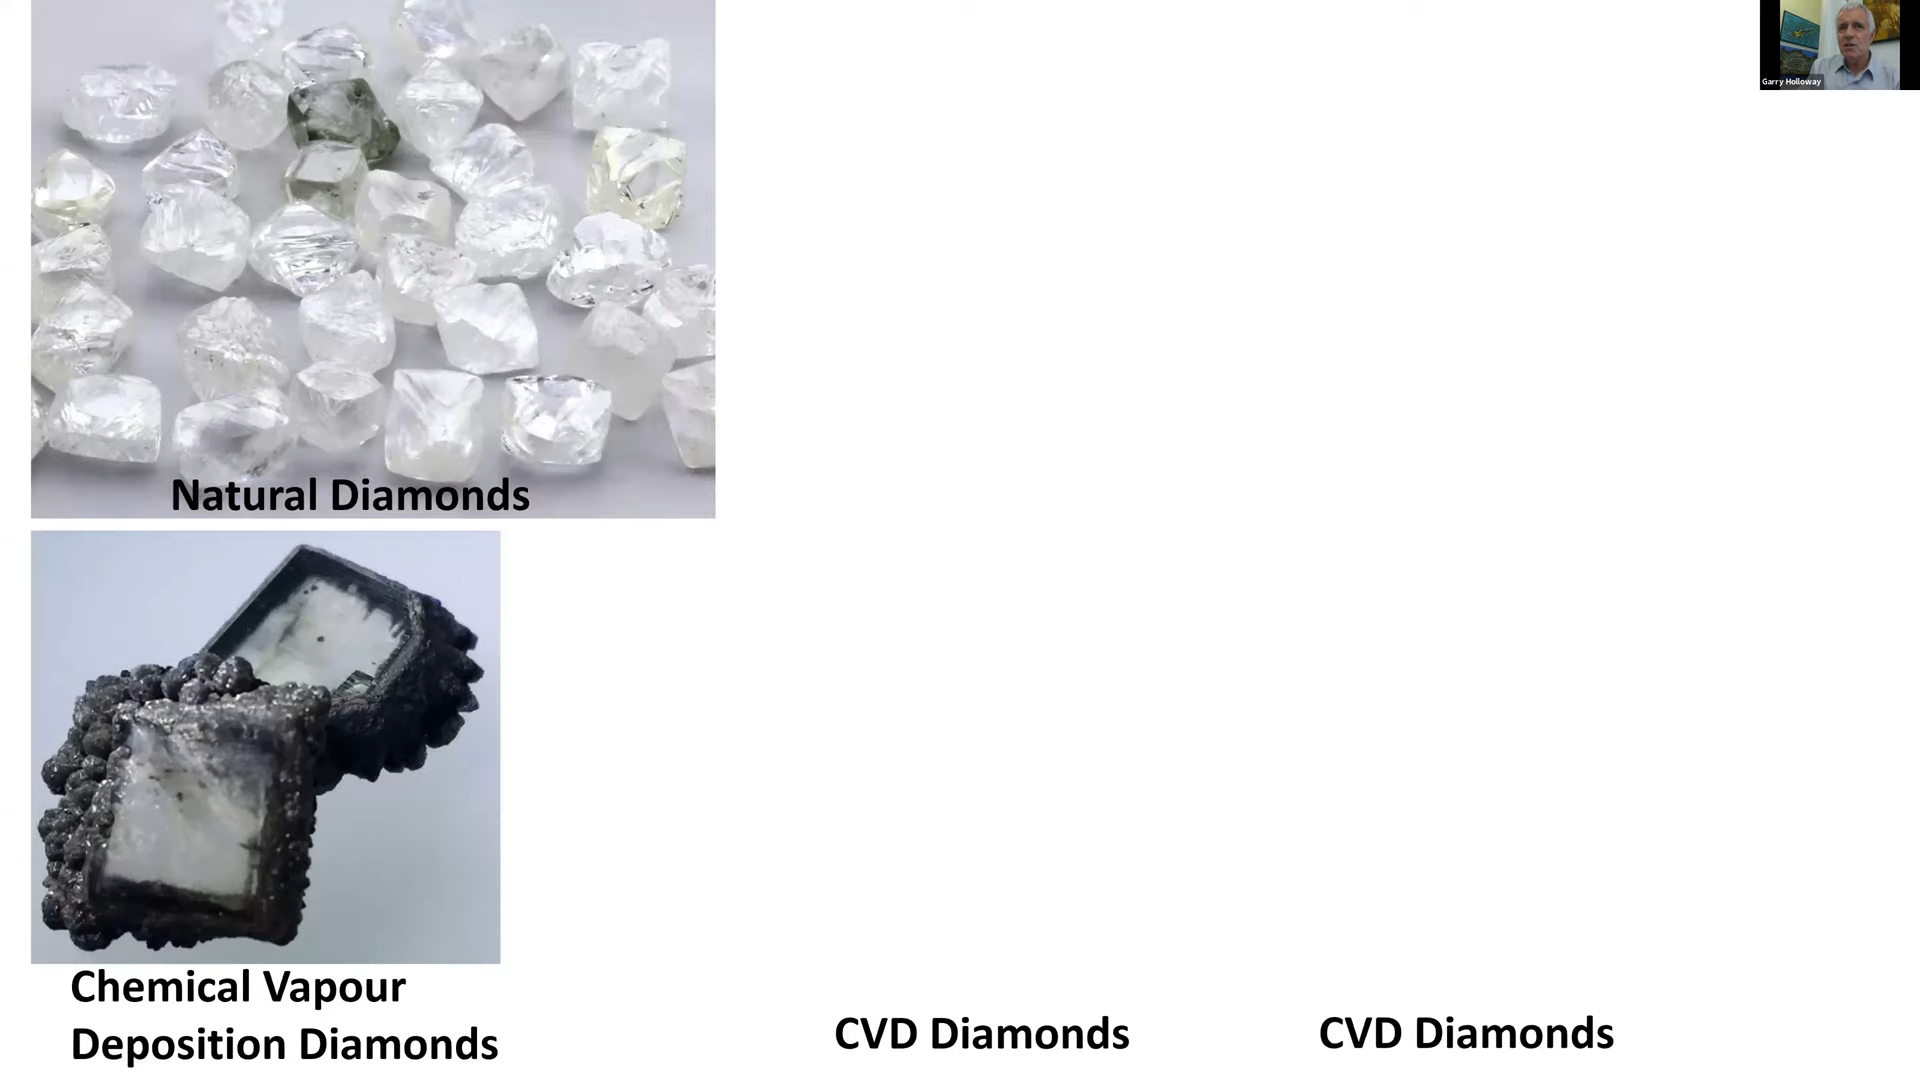 Garry Holloway
Natural Diamonds
Chemical Vapour
Deposition Diamonds
CVD Diamonds
CVD Diamonds